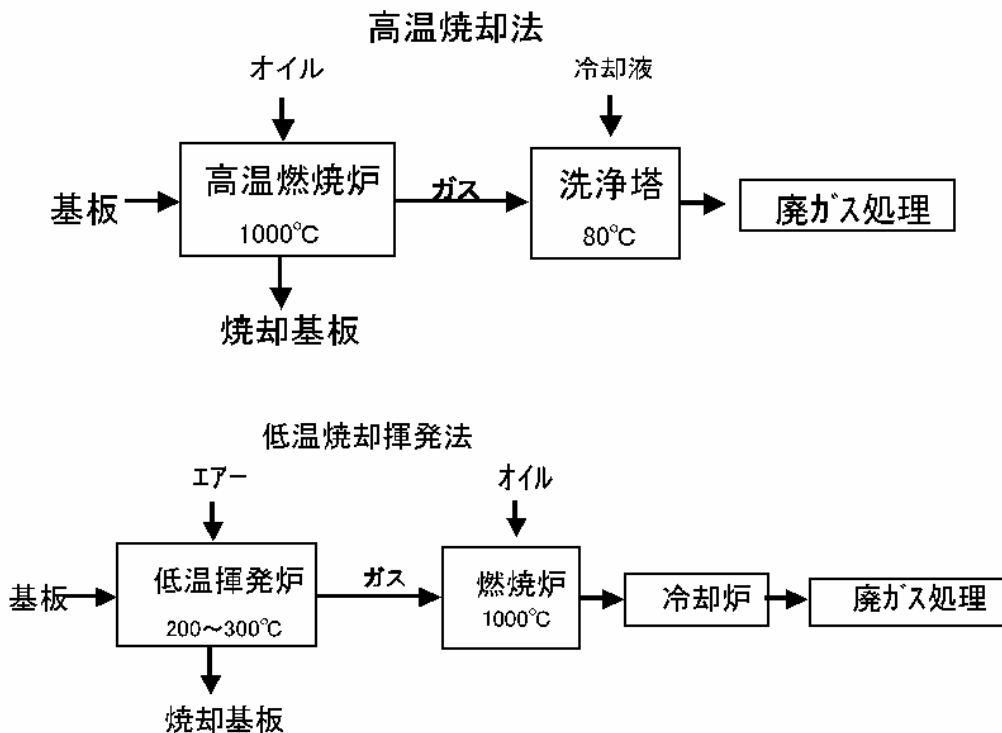 高温焼却法
オイル
冷却液
基板
高温燃焼炉
1000℃
ガス
洗浄塔
80℃
廃ガス処理
焼却基板
低温焼却揮発法
エアー
オイル
基板
低温揮発炉
200～300℃
ガス
燃焼炉
1000℃
冷却炉
廃ガス処理
焼却基板